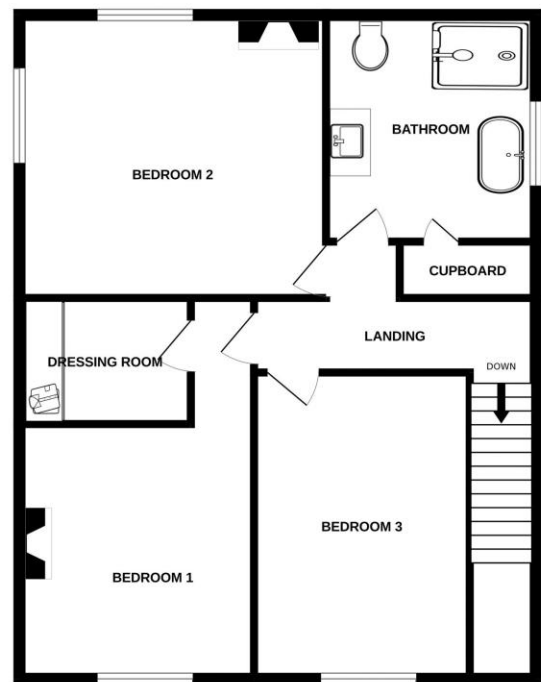 BATHROOM
BEDROOM 2
CUPBOARD
LANDING
DRESSING ROOM
DOWN
BEDROOM 3
BEDROOM 1